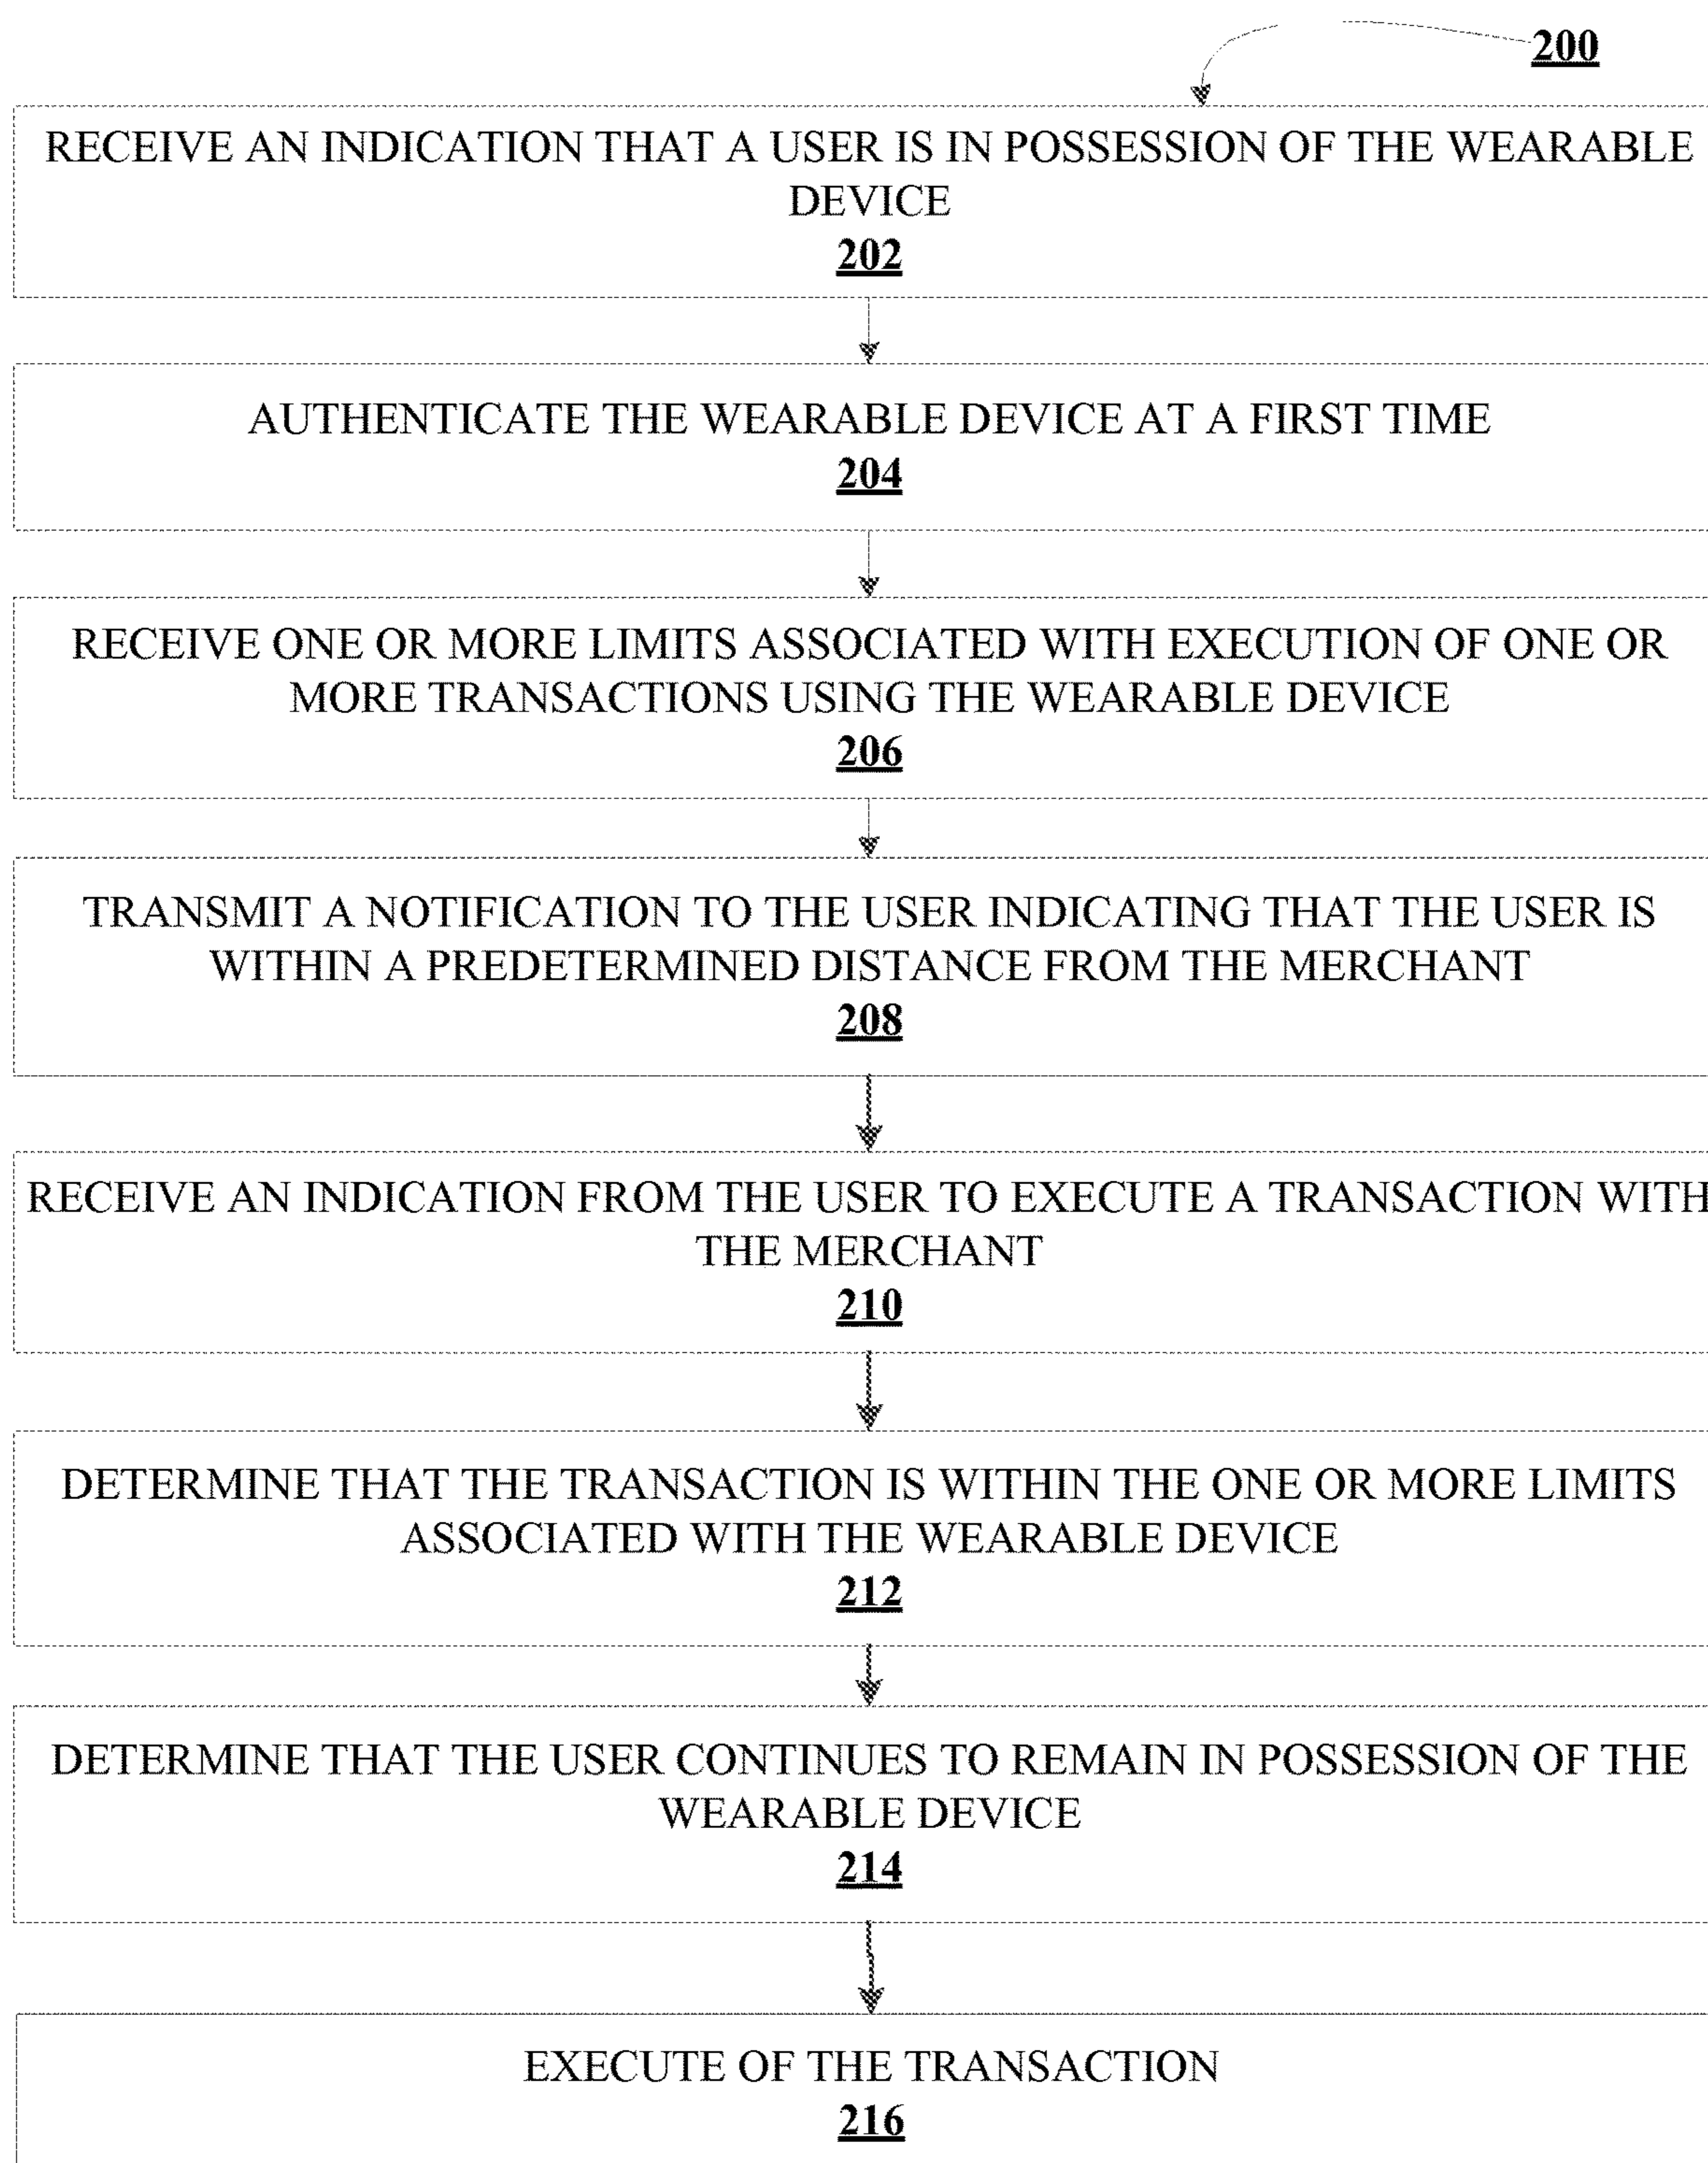 200
RECEIVE AN INDICATION THAT A USER IS IN POSSESSION OF THE WEARABLE
DEVICE
202
AUTHENTICATE THE WEARABLE DEVICE AT A FIRST TIME
204
RECEIVE ONE OR MORE LIMITS ASSOCIATED WITH EXECUTION OF ONE OR
MORE TRANSACTIONS USING THE WEARABLE DEVICE
206
TRANSMIT A NOTIFICATION TO THE USER INDICATING THAT THE USER IS
WITHIN A PREDETERMINED DISTANCE FROM THE MERCHANT
208
RECEIVE AN INDICATION FROM THE USER TO EXECUTE A TRANSACTION WITH
THE MERCHANT
210
DETERMINE THAT THE TRANSACTION IS WITHIN THE ONE OR MORE LIMITS
ASSOCIATED WITH THE WEARABLE DEVICE
212
DETERMINE THAT THE USER CONTINUES TO REMAIN IN POSSESSION OF THE
WEARABLE DEVICE
214
EXECUTE OF THE TRANSACTION
216